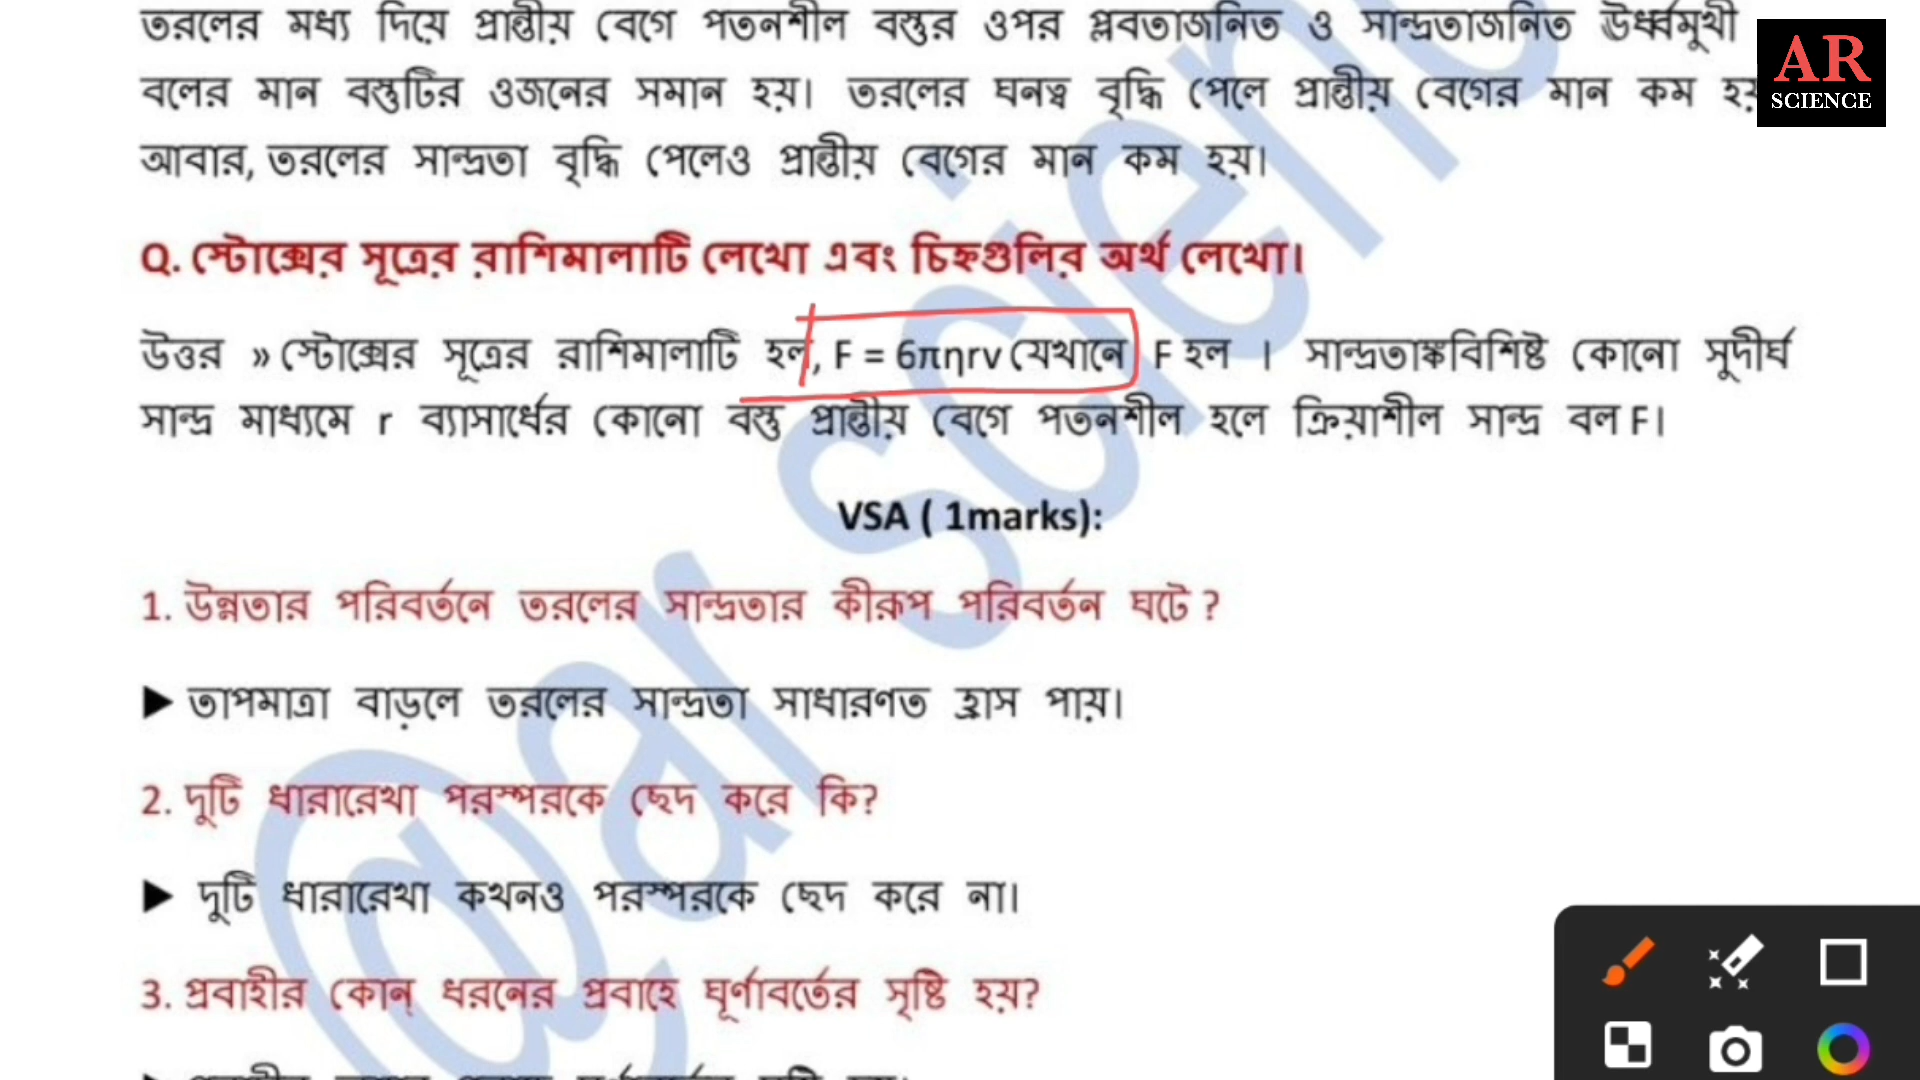 তরলের মধ্য দিয়ে প্রান্তীয় বেগে পতনশীল বস্তুর ওপর প্লবতাজনিত ও সান্দ্রতাজনিত ঊর্ধ্বমুখী
বলের মান বস্তুটির ওজনের সমান হয়। তরলের ঘনত্ব বৃদ্ধি পেলে প্রান্তীয় বেগের মান কম হয়
আবার, তরলের সান্দ্রতা বৃদ্ধি পেলেও প্রান্তীয় বেগের মান কম হয়।
AR
SCIENCE
Q. স্টোক্সের সূত্রের রাশিমালাটি লেখো এবং চিহ্নগুলির অর্থ লেখো।
উত্তর » স্টোক্সের সূত্রের রাশিমালাটি হল, F = 6πηrv যেখানে F হল । সান্দ্রতাঙ্কবিশিষ্ট কোনো সুদীর্ঘ
সান্দ্র মাধ্যমে r ব্যাসার্ধের কোনো বস্তু প্রান্তীয় বেগে পতনশীল হলে ক্রিয়াশীল সান্দ্র বল F।
VSA ( 1marks):
1. উন্নতার পরিবর্তনে তরলের সান্দ্রতার কীরূপ পরিবর্তন ঘটে ?
▶ তাপমাত্রা বাড়লে তরলের সান্দ্রতা সাধারণত হ্রাস পায়।
2. দুটি ধারারেখা পরস্পরকে ছেদ করে কি?
▶ দুটি ধারারেখা কখনও পরস্পরকে ছেদ করে না।
3. প্রবাহীর কোন্ ধরনের প্রবাহে ঘূর্ণাবর্তের সৃষ্টি হয়?
@ar scienc